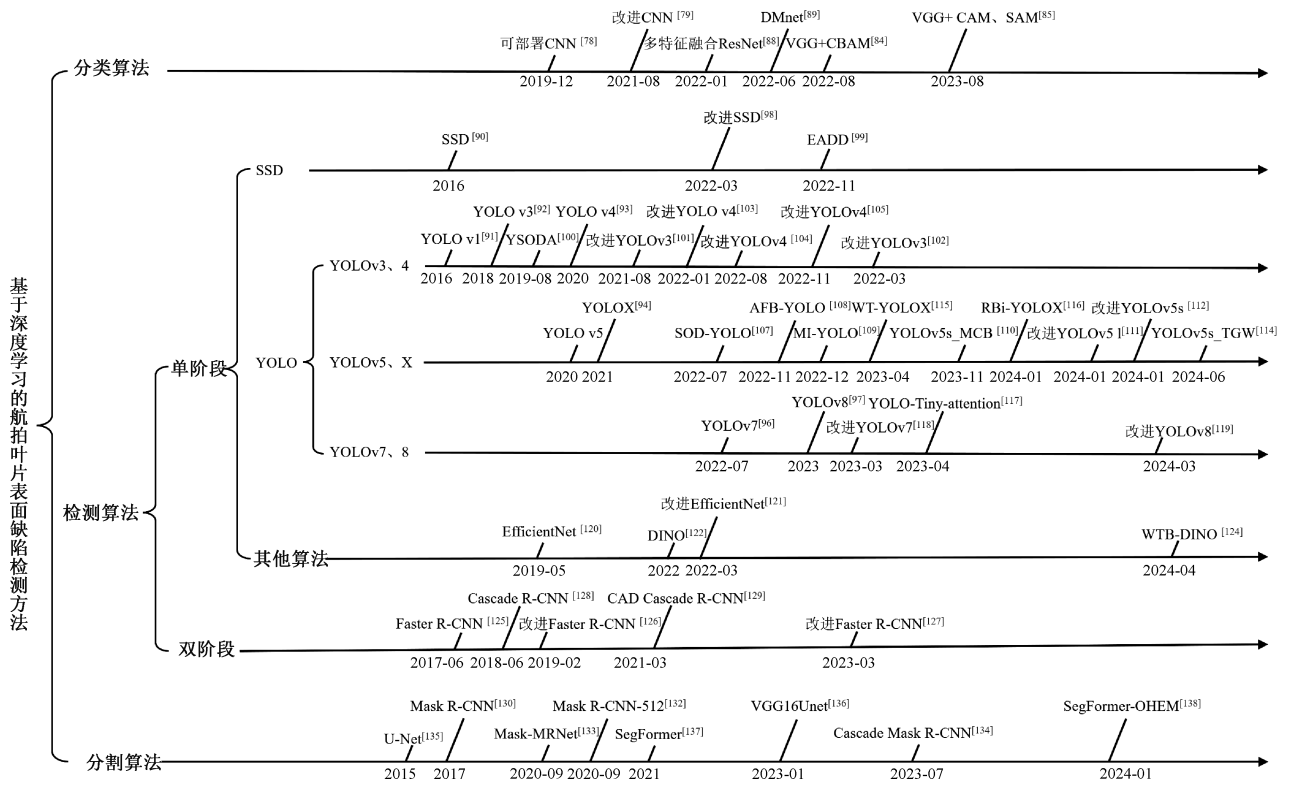 基于深度学习的航拍叶片表面缺陷检测方法
分类算法
改进CNN [79]
DMnet[89]
VGG+ CAM、SAM[85]
可部署CNN [78]
多特征融合ResNet[88]
VGG+CBAM[84]
2019-12
2021-08
2022-01
2022-06
2022-08
2023-08
检测算法
单阶段
SSD
改进SSD[98]
SSD [90]
EADD [99]
2016
2022-03
2022-11
YOLO
YOLOv3、4
YOLO v3[92]
YOLO v4[93]
改进YOLO v4[103]
改进YOLOv4[105]
YOLO v1[91]
YSODA[100]
改进YOLOv3[101]
改进YOLOv4 [104]
改进YOLOv3[102]
2016
2018
2019-08
2020
2021-08
2022-01
2022-08
2022-11
2022-03
YOLOv5、X
YOLOX[94]
AFB-YOLO [108]
WT-YOLOX[115]
RBi-YOLOX[116]
改进YOLOv5s [112]
YOLO v5
SOD-YOLO[107]
MI-YOLO[109]
YOLOv5s_MCB [110]
改进YOLOv5 l[111]
YOLOv5s_TGW[114]
2020
2021
2022-07
2022-11
2022-12
2023-04
2023-11
2024-01
2024-01
2024-01
2024-06
YOLOv7、8
YOLOv8[97]
YOLO-Tiny-attention[117]
YOLOv7[96]
改进YOLOv7[118]
改进YOLOv8[119]
2022-07
2023
2023-03
2023-04
2024-03
其他算法
改进EfficientNet[121]
EfficientNet [120]
DINO[122]
WTB-DINO [124]
2019-05
2022
2022-03
2024-04
双阶段
Cascade R-CNN [128]
CAD Cascade R-CNN[129]
Faster R-CNN [125]
改进Faster R-CNN [126]
改进Faster R-CNN[127]
2017-06
2018-06
2019-02
2021-03
2023-03
分割算法
Mask R-CNN[130]
Mask R-CNN-512[132]
VGG16Unet[136]
SegFormer-OHEM[138]
U-Net[135]
Mask-MRNet[133]
SegFormer[137]
Cascade Mask R-CNN[134]
2015
2017
2020-09
2020-09
2021
2023-01
2023-07
2024-01